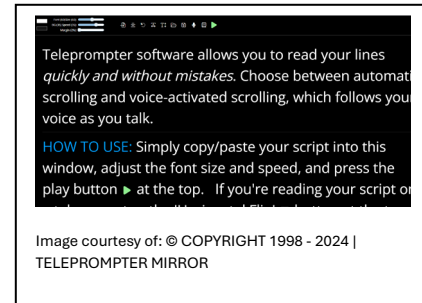 Teleprompter software allows you to read your lines
quickly and without mistakes. Choose between automati
scrolling and voice-activated scrolling, which follows you
voice as you talk.
HOW TO USE: Simply copy/paste your script into this
window, adjust the font size and speed, and press the
play button ▶ at the top. If you're reading your script or
Image courtesy of: © COPYRIGHT 1998 - 2024 |
TELEPROMPTER MIRROR